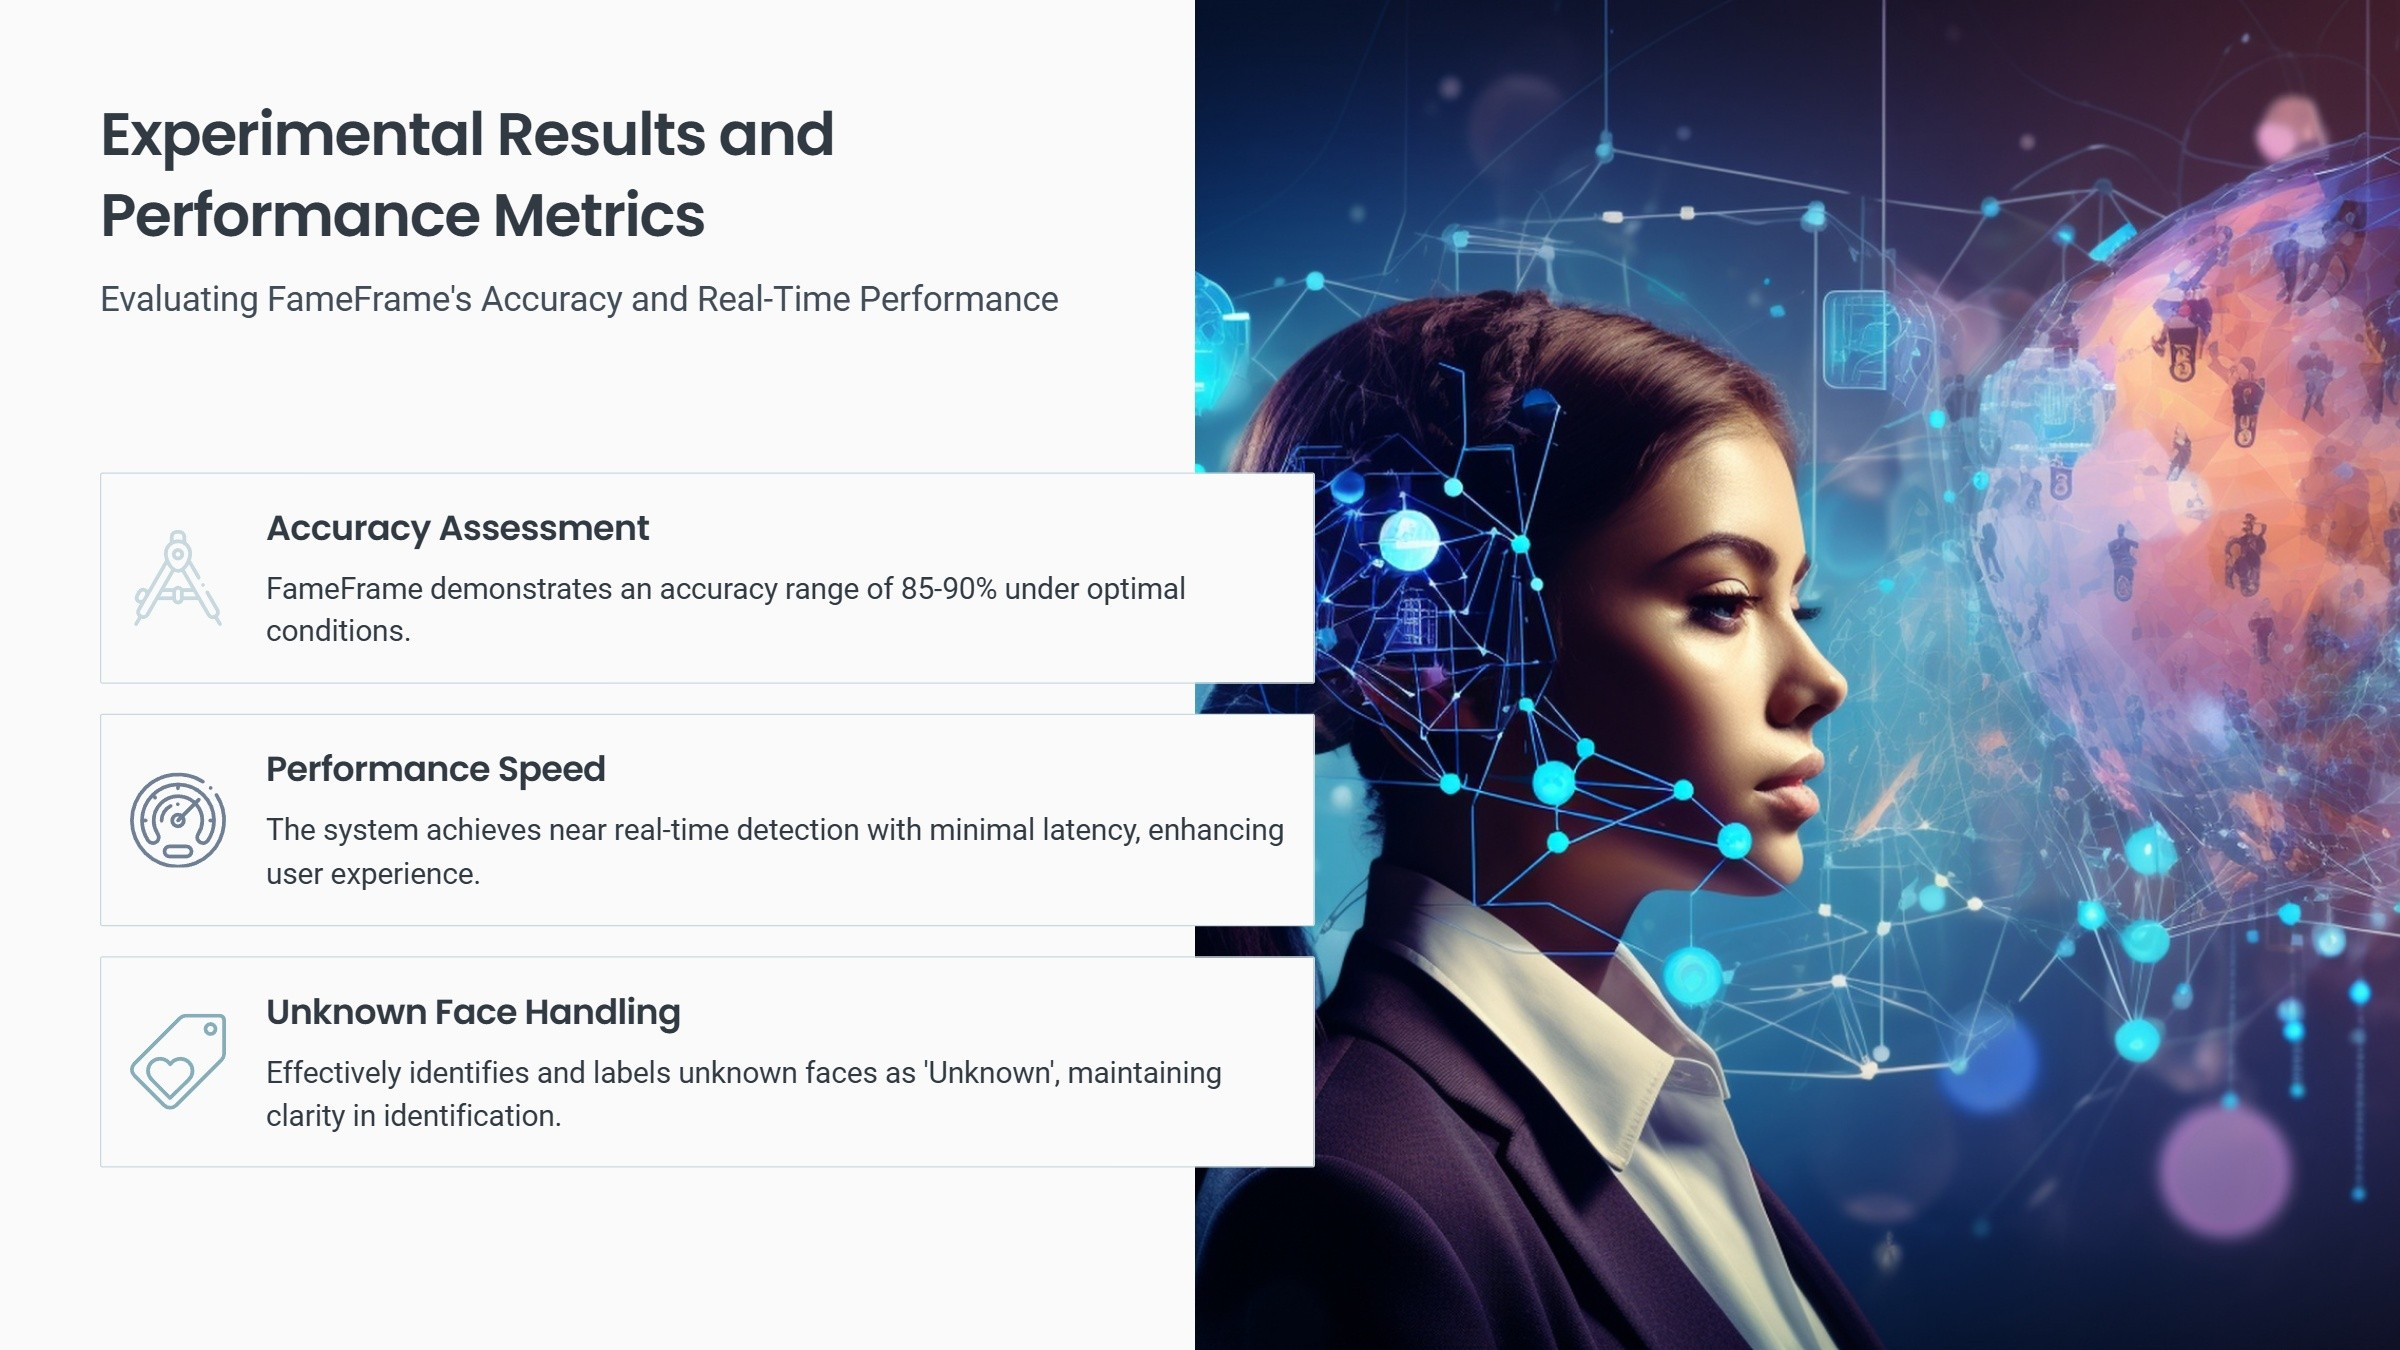 Experimental Results and
Performance Metrics
Evaluating FameFrame's Accuracy and Real-Time Performance
Accuracy Assessment
FameFrame demonstrates an accuracy range of 85-90% under optimal
conditions.
Performance Speed
The system achieves near real-time detection with minimal latency, enhancing
user experience.
Unknown Face Handling
Effectively identifies and labels unknown faces as 'Unknown', maintaining
clarity in identification.